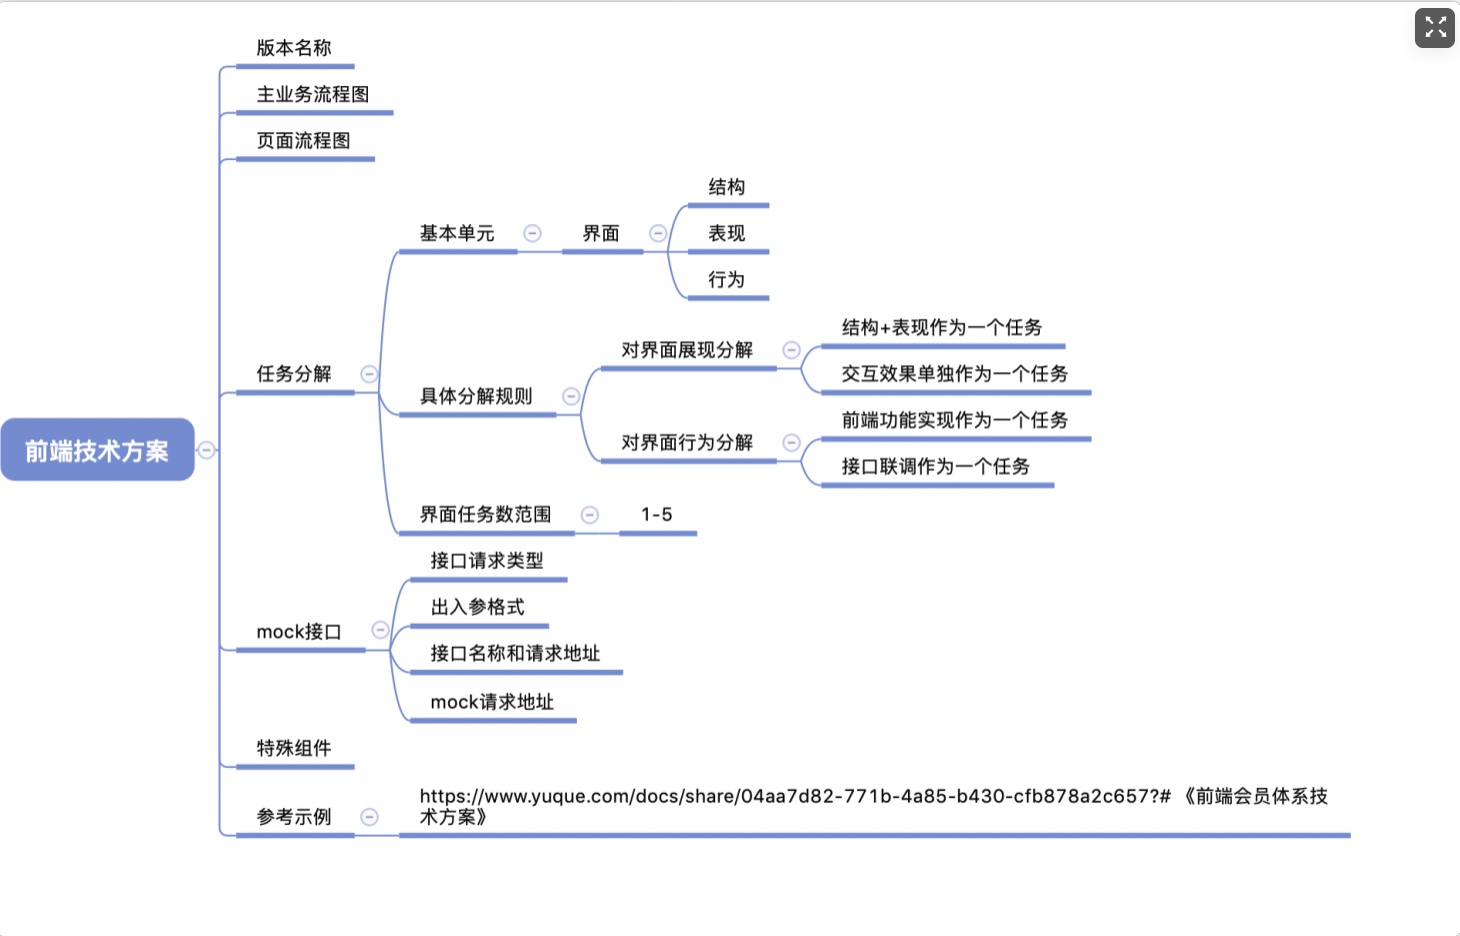 版本名称
主业务流程图
页面流程图
结构
基本单元
界面
表现
行为
结构+表现作为一个任务
对界面展现分解
任务分解
交互效果单独作为一个任务
具体分解规则
前端功能实现作为一个任务
对界面行为分解
前端技术方案
接口联调作为一个任务
界面任务数范围
1-5
接口请求类型
出入参格式
mock接口
接口名称和请求地址
mock请求地址
特殊组件
https://www.yuque.com/docs/share/04aa7d82-771b-4a85-b430-cfb878a2c657?# 《前端会员体系技
术方案》
参考示例